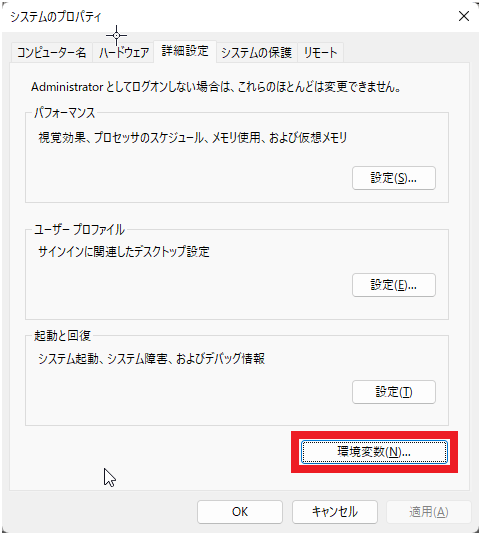 システムのプロパティ
コンピューター名 ハードウェア 詳細設定 システムの保護 リモート
Administrator としてログオンしない場合は、これらのほとんどは変更できません。
パフォーマンス
視覚効果、プロセッサのスケジュール、メモリ使用、および仮想メモリ
設定(S)...
ユーザー プロファイル
サインインに関連したデスクトップ設定
設定(E)...
起動と回復
システム起動、システム障害、およびデバッグ情報
設定(T)
環境変数(N)...
OK キャンセル 適用(A)